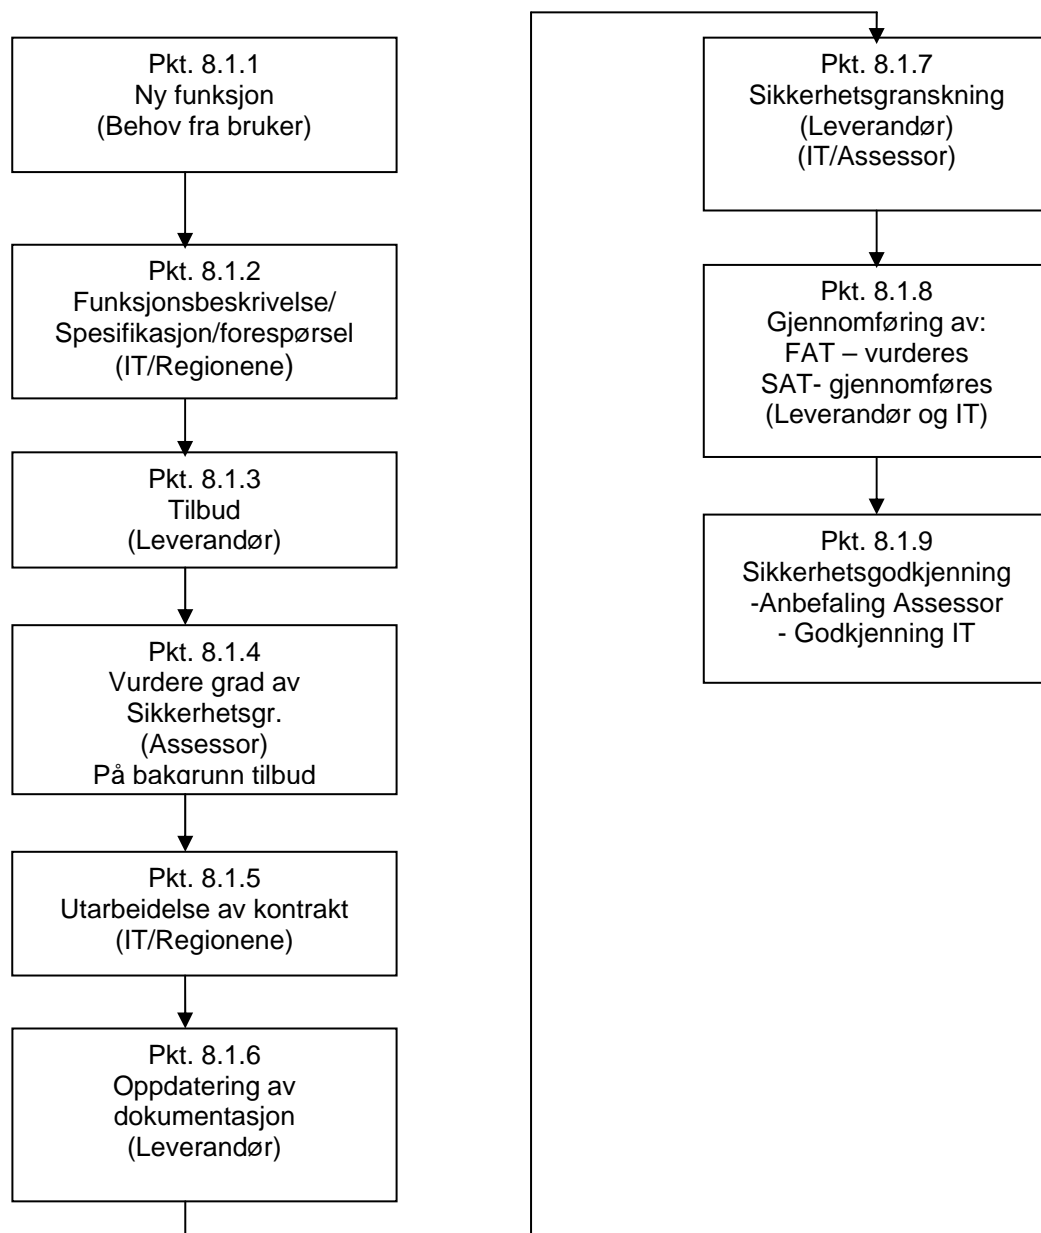 Pkt. 8.1.1
Ny funksjon
(Behov fra bruker)
Pkt. 8.1.2
Funksjonsbeskrivelse/
Spesifikasjon/forespørsel
(IT/Regionene)
Pkt. 8.1.3
Tilbud
(Leverandør)
Pkt. 8.1.4
Vurdere grad av
Sikkerhetsgr.
(Assessor)
På bakgrunn tilbud
Pkt. 8.1.5
Utarbeidelse av kontrakt
(IT/Regionene)
Pkt. 8.1.6
Oppdatering av
dokumentasjon
(Leverandør)
Pkt. 8.1.7
Sikkerhetsgranskning
(Leverandør)
(IT/Assessor)
Pkt. 8.1.8
Gjennomføring av:
FAT – vurderes
SAT- gjennomføres
(Leverandør og IT)
Pkt. 8.1.9
Sikkerhetsgodkjenning
-Anbefaling Assessor
- Godkjenning IT